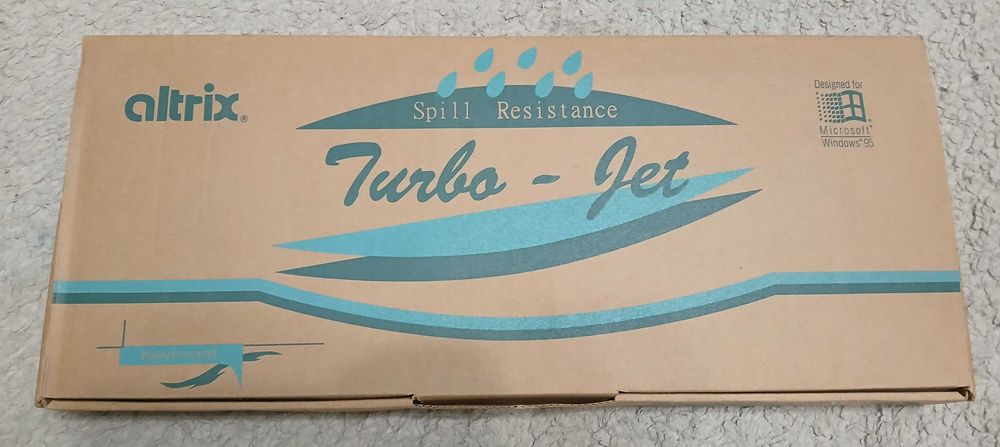 altrix®
Spill Resistance
Turbo - Jet
Designed for
Microsoft®
Windows®95
Keyboard